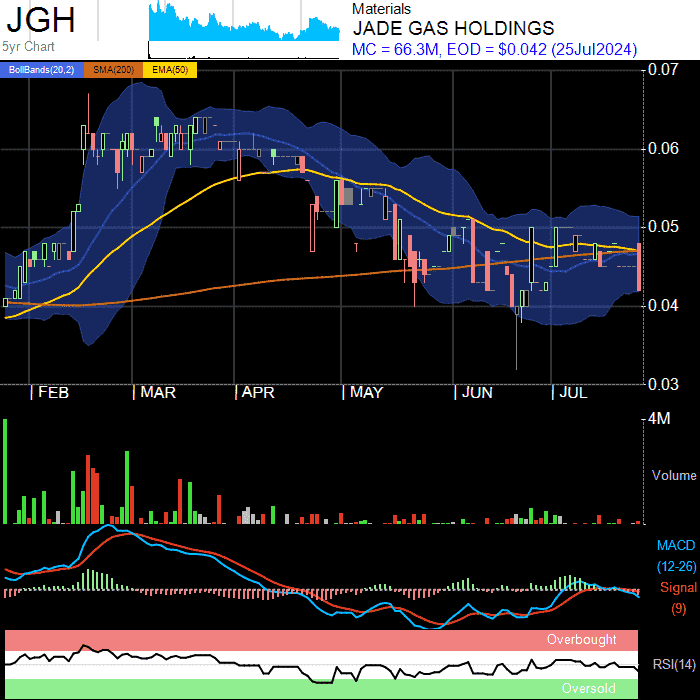 JGH
5yr Chart
Materials
JADE GAS HOLDINGS
MC = 66.3M, EOD = $0.042 (25Jul2024)
BollBands(20,2) SMA(200) EMA(50)
0.07
0.06
0.05
0.04
0.03
| FEB | MAR | APR | MAY | JUN | JUL
4M
Volume
MACD
(12-26)
Signal
(9)
Overbought
RSI(14)
Oversold